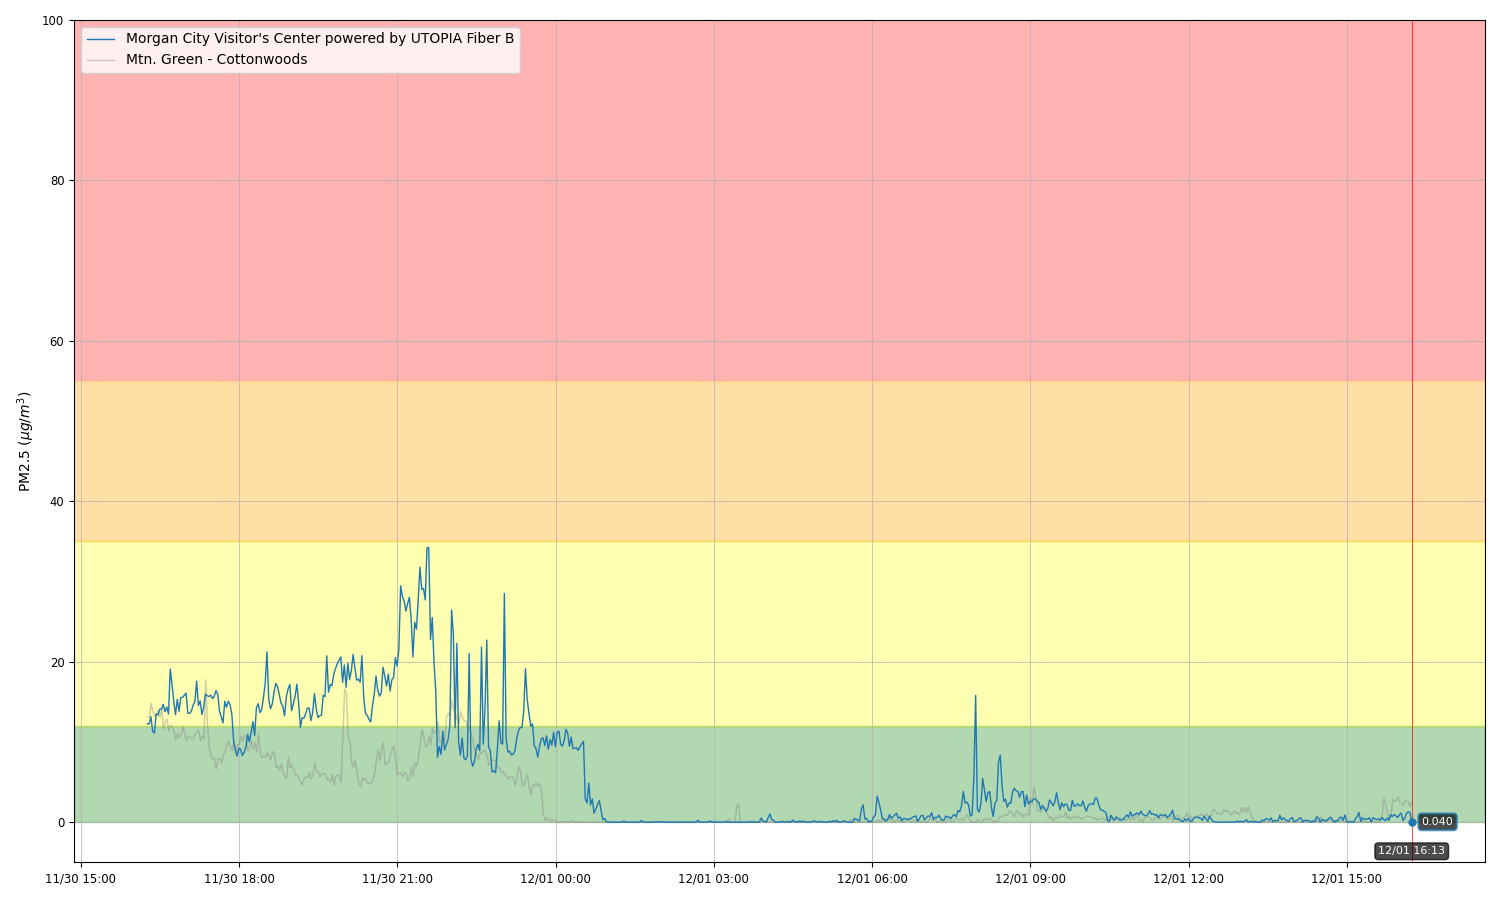 100
Morgan City Visitor's Center powered by UTOPIA Fiber B
Mtn. Green - Cottonwoods
80
60
PM2.5 (μg/m³)
40
20
0
0.040
12/01 16:13
11/30 15:00 11/30 18:00 11/30 21:00 12/01 00:00 12/01 03:00 12/01 06:00 12/01 09:00 12/01 12:00 12/01 15:00